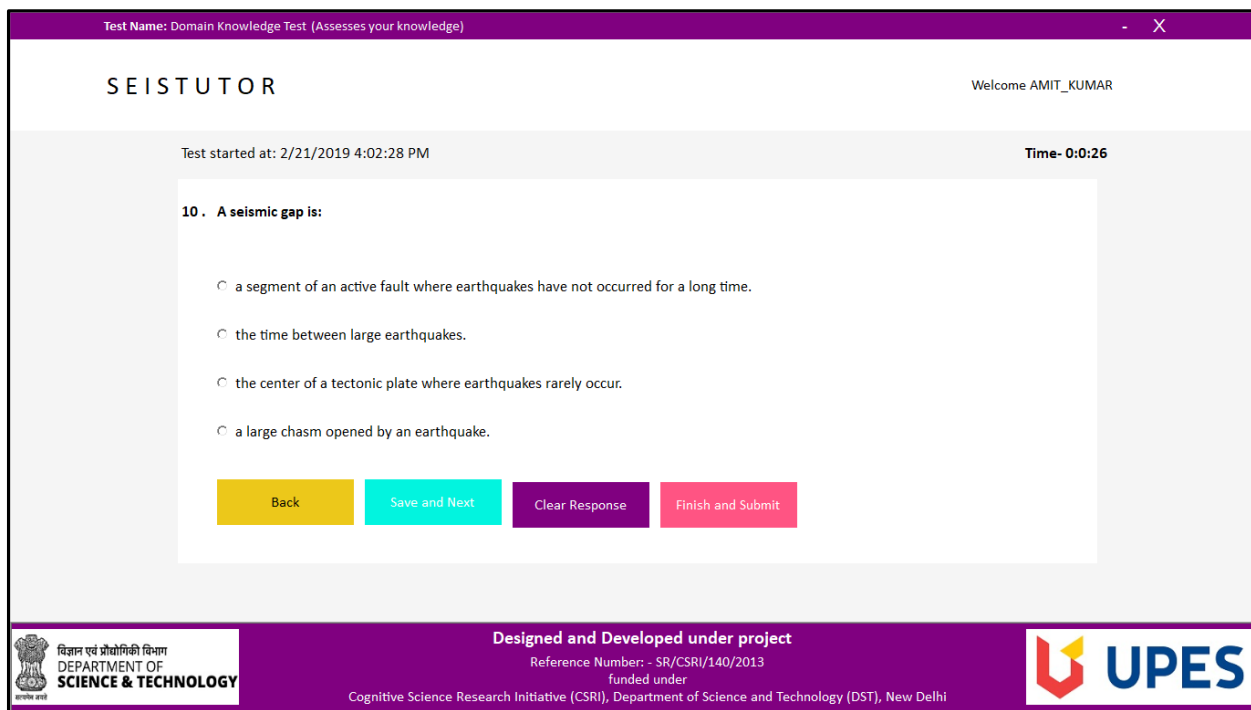 Test Name: Domain Knowledge Test (Assesses your knowledge)
- X
SEISTUTOR
Welcome AMIT_KUMAR
Test started at: 2/21/2019 4:02:28 PM
Time- 0:0:26
10 . A seismic gap is:
a segment of an active fault where earthquakes have not occurred for a long time.
the time between large earthquakes.
the center of a tectonic plate where earthquakes rarely occur.
a large chasm opened by an earthquake.
Back
Save and Next
Clear Response
Finish and Submit
सत्यमेव जयते
विज्ञान एवं प्रौद्योगिकी विभाग
DEPARTMENT OF
SCIENCE & TECHNOLOGY
Designed and Developed under project
Reference Number: - SR/CSRI/140/2013
funded under
Cognitive Science Research Initiative (CSRI), Department of Science and Technology (DST), New Delhi
UPES